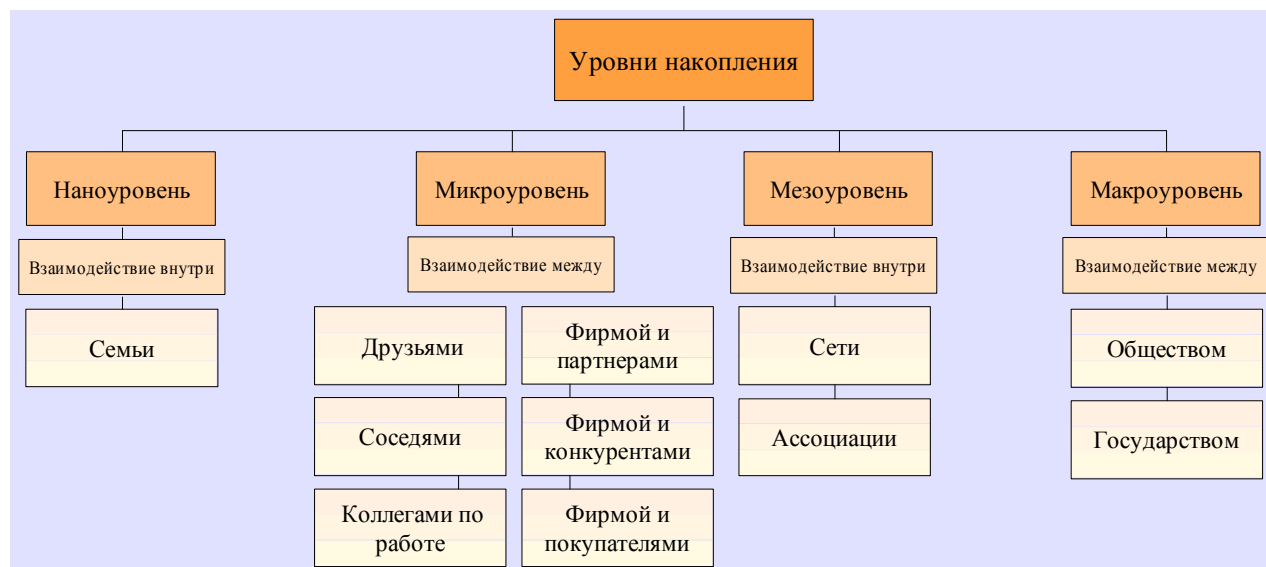 Уровни накопления
Наноуровень
Микроуровень
Мезоуровень
Макроуровень
Взаимодействие внутри
Взаимодействие между
Взаимодействие внутри
Взаимодействие между
Семьи
Друзьями
Фирмой и
партнерами
Сети
Обществом
Соседями
Фирмой и
конкурентами
Ассоциации
Государством
Коллегами по
работе
Фирмой и
покупателями